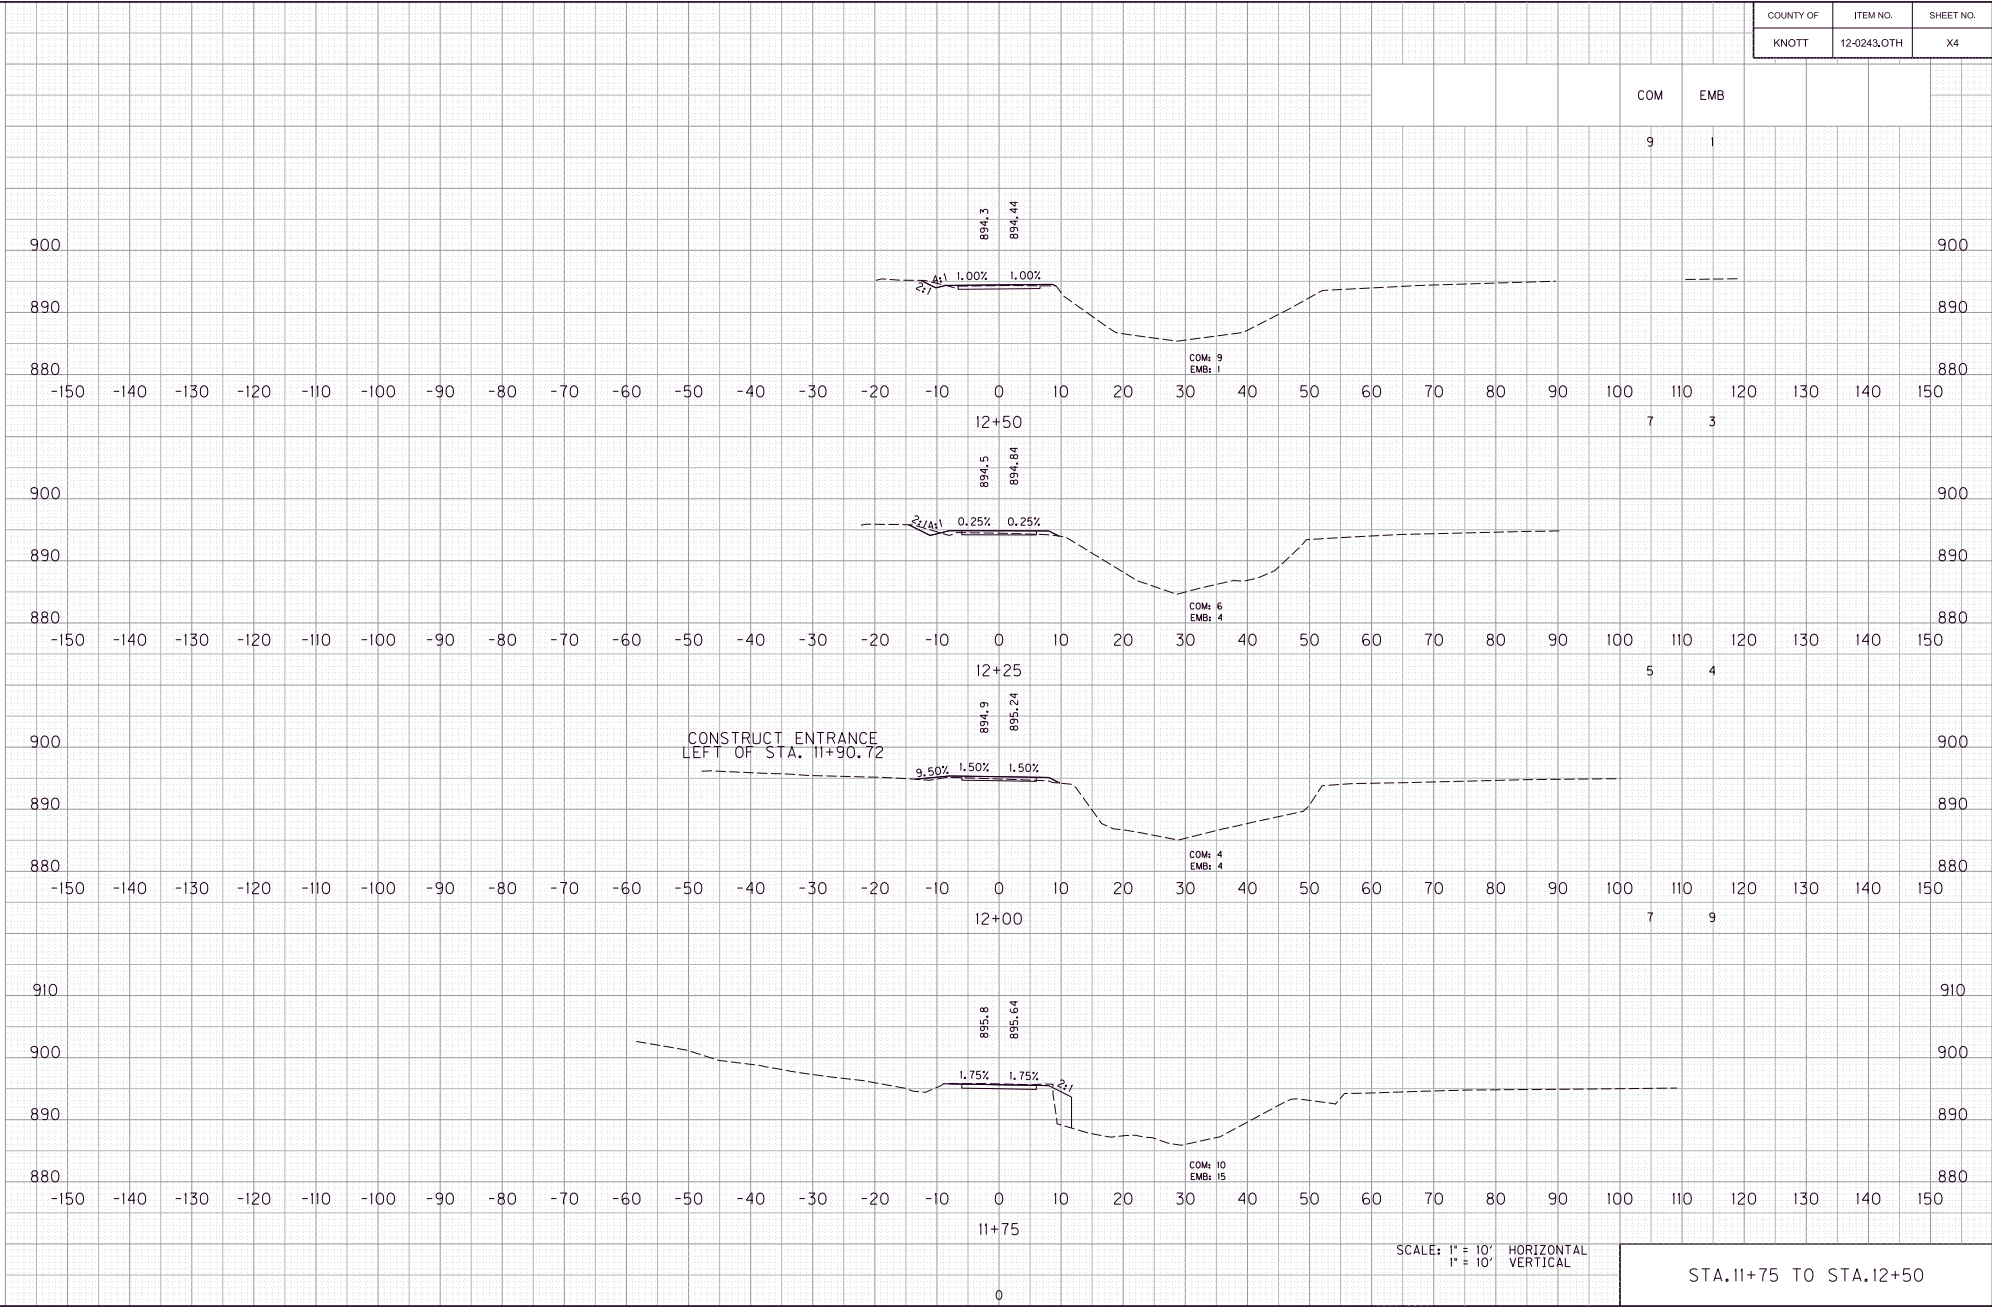 COUNTY OF ITEM NO. SHEET NO.
KNOTT 12-0243.OTH X4
COM EMB
9 1
894.3 894.44
900 900
2:1 4:1 1.00% 1.00%
890 890
COM: 9
EMB: 1
880 880
-150 -140 -130 -120 -110 -100 -90 -80 -70 -60 -50 -40 -30 -20 -10 0 10 20 30 40 50 60 70 80 90 100 110 120 130 140 150
12+50 7 3
894.5 894.84
900 900
2:1 4:1 0.25% 0.25%
890 890
COM: 6
EMB: 4
880 880
-150 -140 -130 -120 -110 -100 -90 -80 -70 -60 -50 -40 -30 -20 -10 0 10 20 30 40 50 60 70 80 90 100 110 120 130 140 150
12+25 5 4
894.9 895.24
CONSTRUCT ENTRANCE
LEFT OF STA. 11+90.72
900 900
9.50% 1.50% 1.50%
890 890
COM: 4
EMB: 4
880 880
-150 -140 -130 -120 -110 -100 -90 -80 -70 -60 -50 -40 -30 -20 -10 0 10 20 30 40 50 60 70 80 90 100 110 120 130 140 150
12+00 7 9
910 910
895.8 895.64
900 900
1.75% 1.75% 2:1
890 890
COM: 10
EMB: 15
880 880
-150 -140 -130 -120 -110 -100 -90 -80 -70 -60 -50 -40 -30 -20 -10 0 10 20 30 40 50 60 70 80 90 100 110 120 130 140 150
11+75
SCALE: 1" = 10' HORIZONTAL
1" = 10' VERTICAL
STA.11+75 TO STA.12+50
0